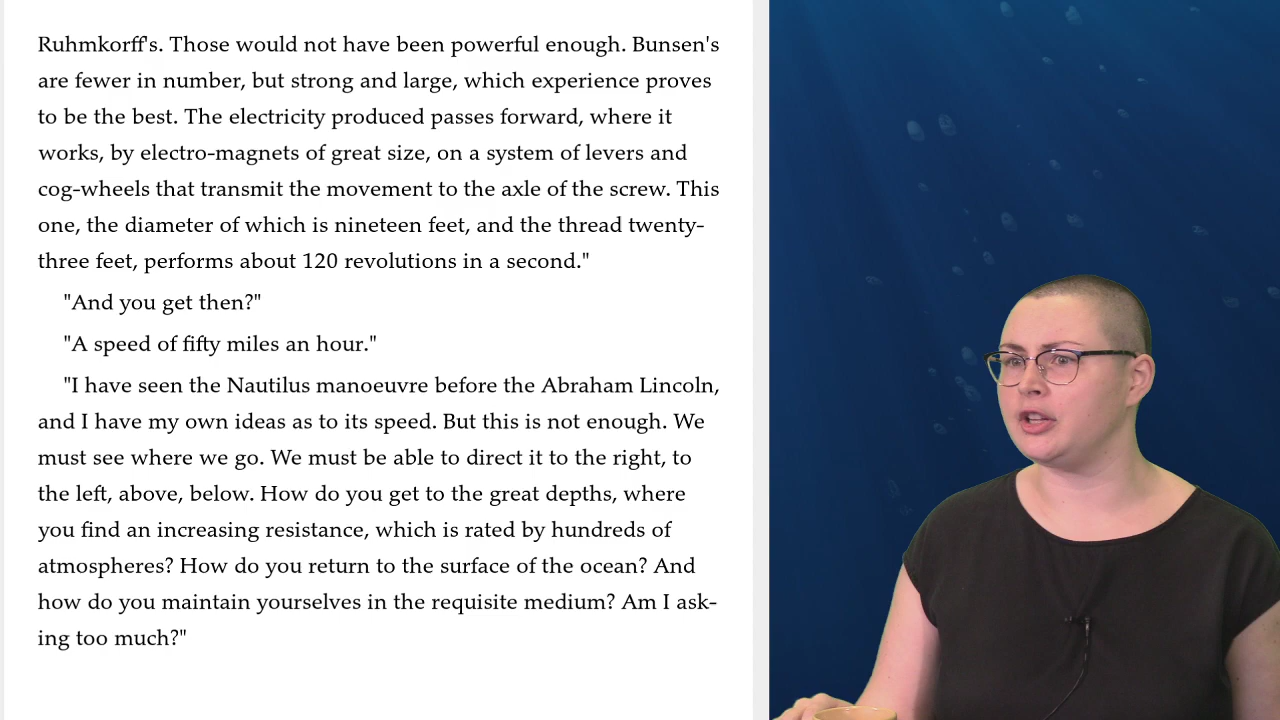 Ruhmkorff's. Those would not have been powerful enough. Bunsen's
are fewer in number, but strong and large, which experience proves
to be the best. The electricity produced passes forward, where it
works, by electro-magnets of great size, on a system of levers and
cog-wheels that transmit the movement to the axle of the screw. This
one, the diameter of which is nineteen feet, and the thread twenty-
three feet, performs about 120 revolutions in a second."
"And you get then?"
"A speed of fifty miles an hour."
"I have seen the Nautilus manoeuvre before the Abraham Lincoln,
and I have my own ideas as to its speed. But this is not enough. We
must see where we go. We must be able to direct it to the right, to
the left, above, below. How do you get to the great depths, where
you find an increasing resistance, which is rated by hundreds of
atmospheres? How do you return to the surface of the ocean? And
how do you maintain yourselves in the requisite medium? Am I ask-
ing too much?"